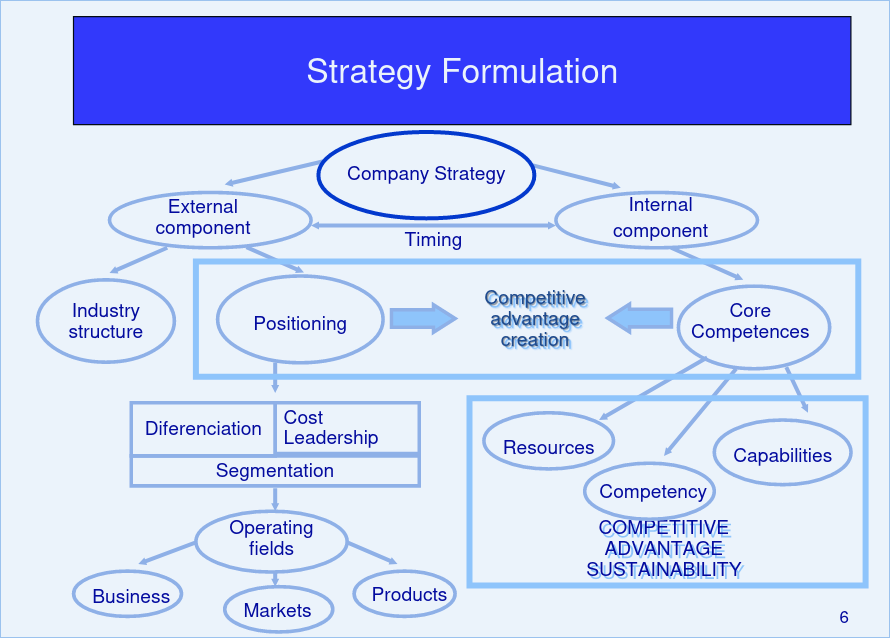 Strategy Formulation
Company Strategy
External
component
Internal
component
Timing
Industry
structure
Positioning
Competitive
advantage
creation
Core
Competences
Diferenciation
Cost
Leadership
Segmentation
Resources
Competency
Capabilities
COMPETITIVE
ADVANTAGE
SUSTAINABILITY
Operating
fields
Business
Markets
Products
6